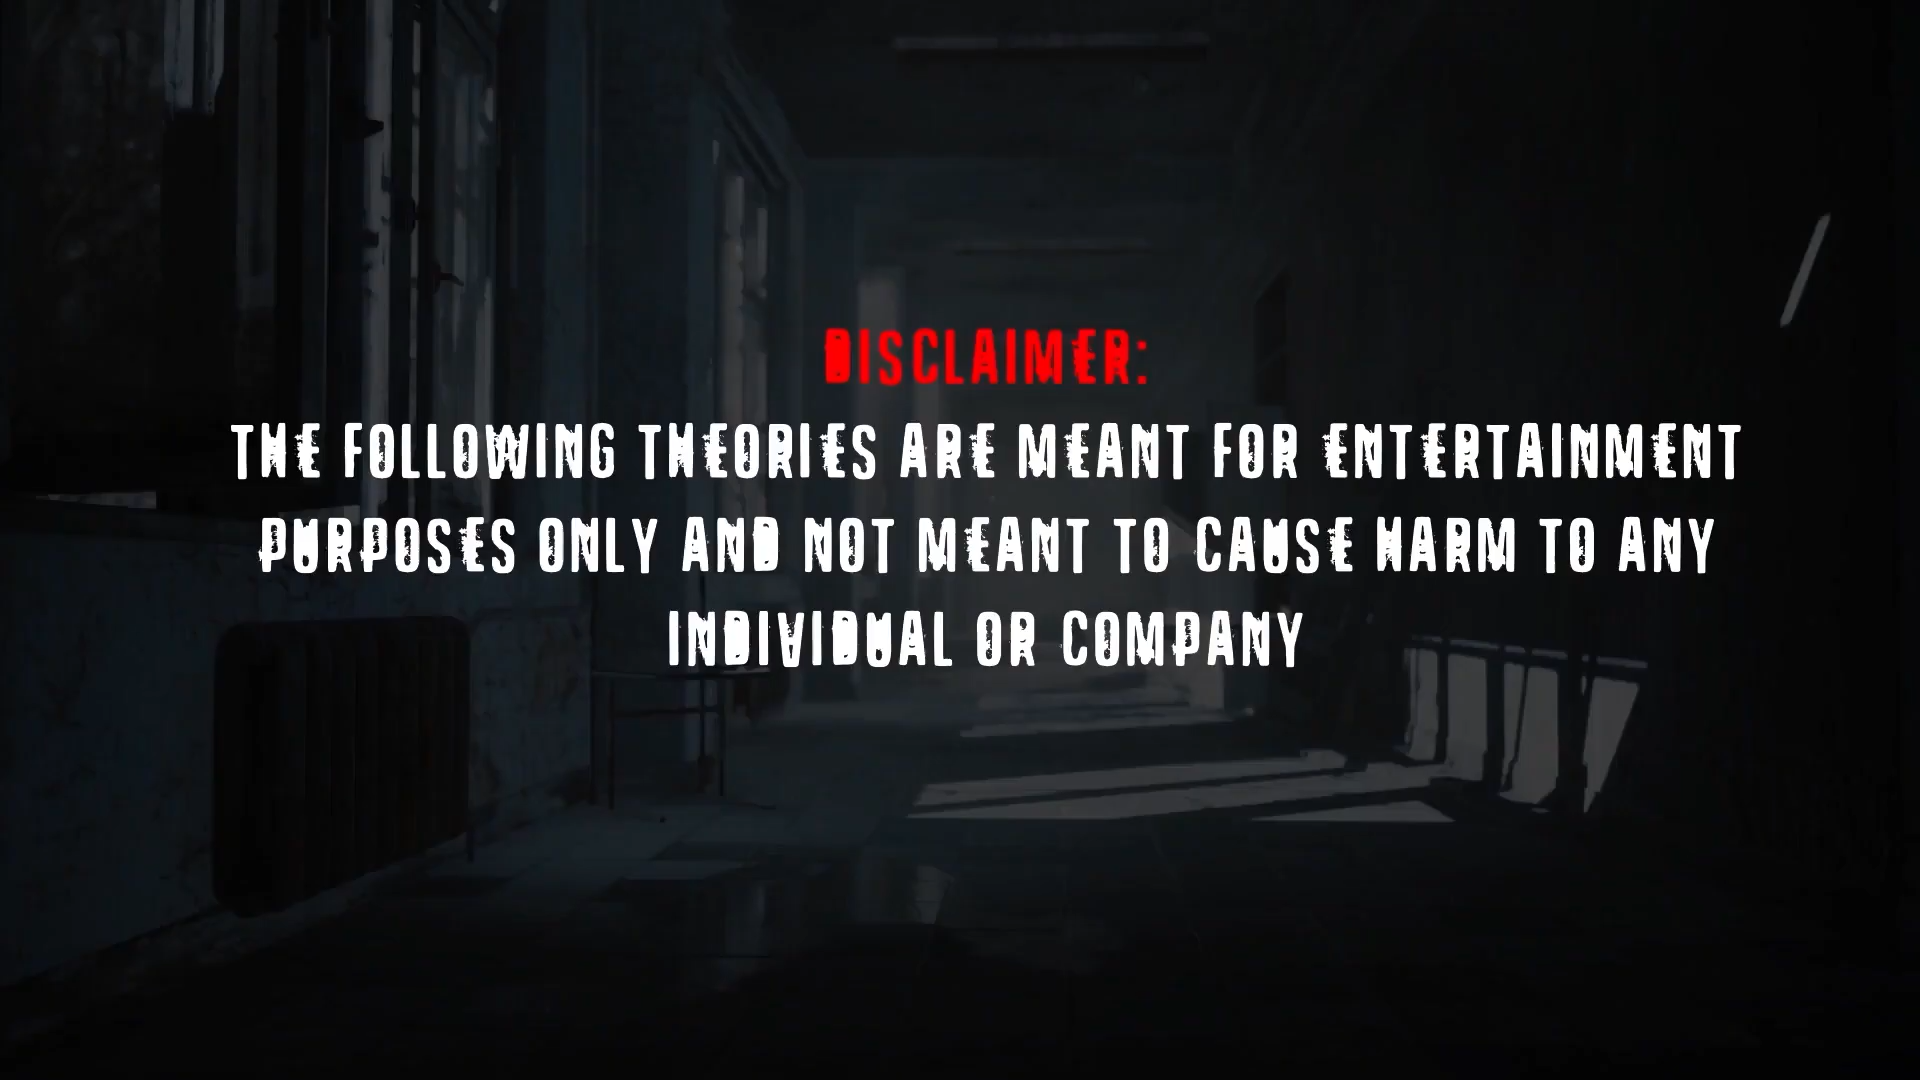 DISCLAIMER:
THE FOLLOWING THEORIES ARE MEANT FOR ENTERTAINMENT
PURPOSES ONLY AND NOT MEANT TO CAUSE HARM TO ANY
INDIVIDUAL OR COMPANY